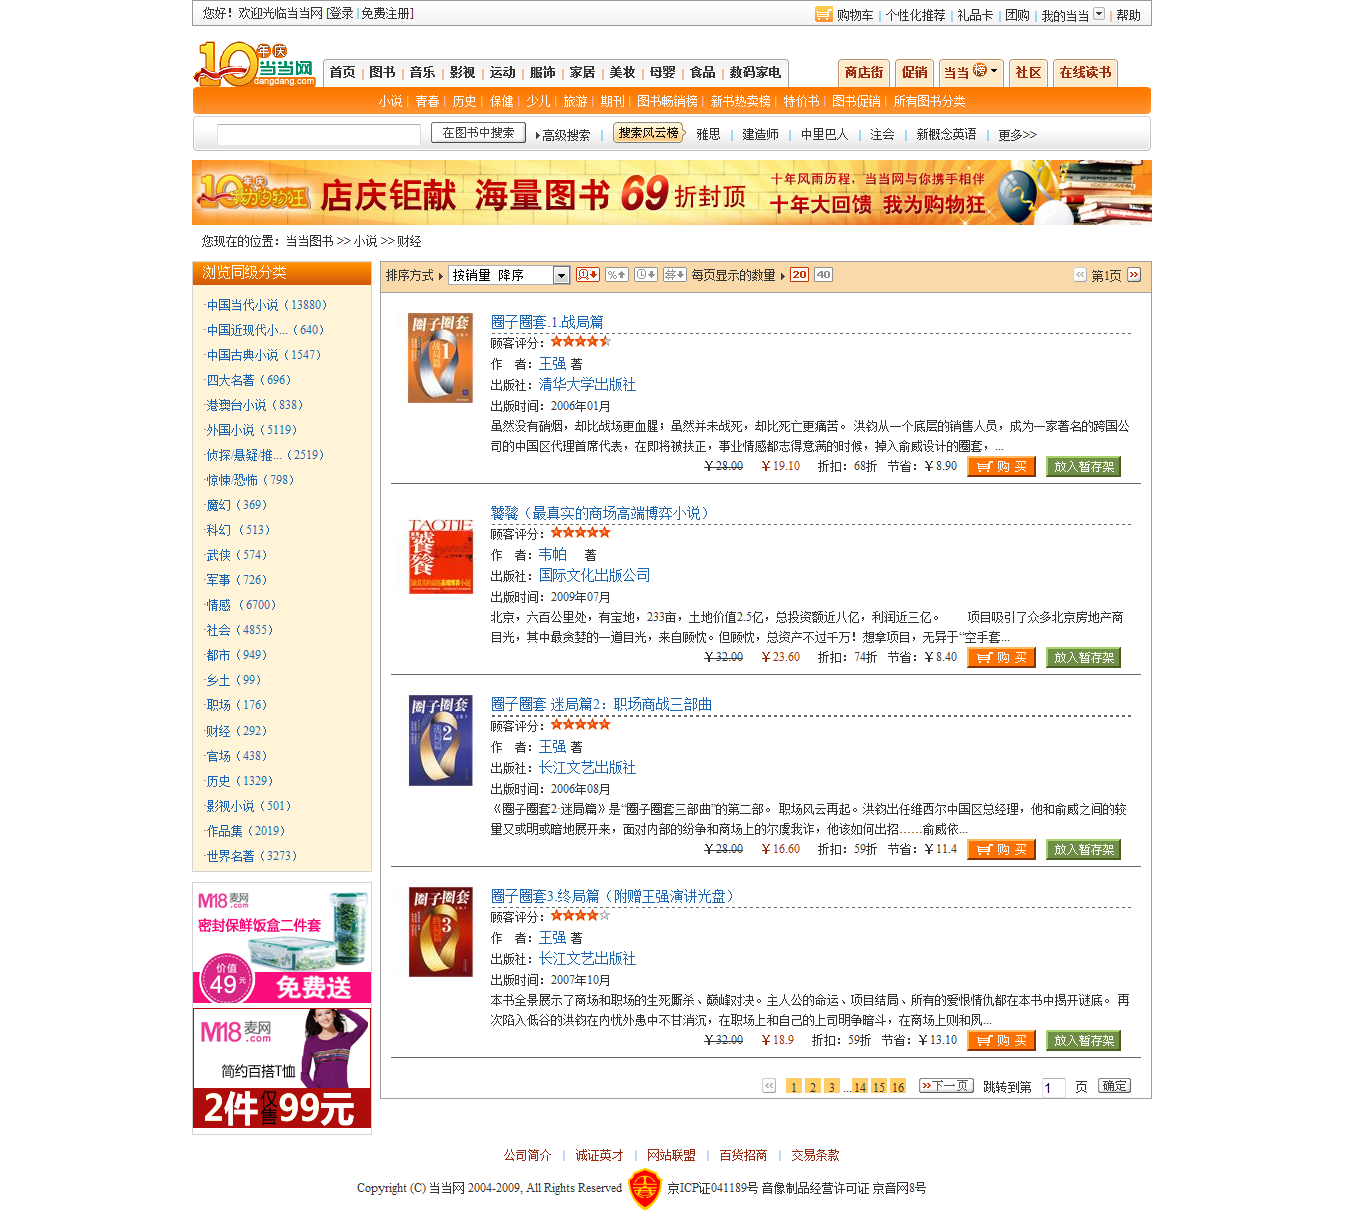 您好！欢迎光临当当网 [登录 | 免费注册]
购物车 | 个性化推荐 | 礼品卡 | 团购 | 我的当当 | 帮助
10年庆 当当网 dangdang.com
首页 | 图书 | 音乐 | 影视 | 运动 | 服饰 | 家居 | 美妆 | 母婴 | 食品 | 数码家电
商店街 促销 当当榜 社区 在线读书
小说 | 青春 | 历史 | 保健 | 少儿 | 旅游 | 期刊 | 图书畅销榜 | 新书热卖榜 | 特价书 | 图书促销 | 所有图书分类
在图书中搜索 高级搜索 | 搜索风云榜 雅思 | 建造师 | 中里巴人 | 注会 | 新概念英语 | 更多>>
10年庆 我为购物狂 店庆钜献 海量图书 69折封顶
十年风雨历程，当当网与你携手相伴
十年大回馈 我为购物狂
您现在的位置：当当图书 >> 小说 >> 财经
浏览同级分类
·中国当代小说（13880）
·中国近现代小...（640）
·中国古典小说（1547）
·四大名著（696）
·港澳台小说（838）
·外国小说（5119）
·侦探/悬疑/推...（2519）
·惊悚/恐怖（798）
·魔幻（369）
·科幻 （513）
·武侠（574）
·军事（726）
·情感 （6700）
·社会（4855）
·都市（949）
·乡土（99）
·职场（176）
·财经（292）
·官场（438）
·历史（1329）
·影视小说（501）
·作品集（2019）
·世界名著（3273）
M18麦网 .com
密封保鲜饭盒二件套
价值 49元
免费送
M18麦网 .com
简约百搭T恤
2件仅售99元
排序方式 按销量 降序 每页显示的数量 20 40 第1页
圈子圈套 1 战局篇
圈子圈套.1.战局篇
顾客评分：
作　者：王强 著
出版社：清华大学出版社
出版时间：2006年01月
虽然没有硝烟，却比战场更血腥；虽然并未战死，却比死亡更痛苦。 洪钧从一个底层的销售人员，成为一家著名的跨国公
司的中国区代理首席代表，在即将被扶正，事业情感都志得意满的时候，掉入俞威设计的圈套，...
￥28.00 ￥19.10 折扣：68折 节省：￥8.90 购 买 放入暂存架
TAOTIE 饕餮
饕餮（最真实的商场高端博弈小说）
顾客评分：
作　者：韦帕　著
出版社：国际文化出版公司
出版时间：2009年07月
北京，六百公里处，有宝地，233亩，土地价值2.5亿，总投资额近八亿，利润近三亿。　　项目吸引了众多北京房地产商
目光，其中最贪婪的一道目光，来自顾忱。但顾忱，总资产不过千万！想拿项目，无异于“空手套...
￥32.00 ￥23.60 折扣：74折 节省：￥8.40 购 买 放入暂存架
圈子圈套 2 迷局篇
圈子圈套 迷局篇2：职场商战三部曲
顾客评分：
作　者：王强 著
出版社：长江文艺出版社
出版时间：2006年08月
《圈子圈套2·迷局篇》是“圈子圈套三部曲”的第二部。 职场风云再起。洪钧出任维西尔中国区总经理，他和俞威之间的较
量又或明或暗地展开来，面对内部的纷争和商场上的尔虞我诈，他该如何出招……俞威依...
￥28.00 ￥16.60 折扣：59折 节省：￥11.4 购 买 放入暂存架
圈子圈套 3 终局篇
圈子圈套3.终局篇（附赠王强演讲光盘）
顾客评分：
作　者：王强 著
出版社：长江文艺出版社
出版时间：2007年10月
本书全景展示了商场和职场的生死厮杀、巅峰对决。主人公的命运、项目结局、所有的爱恨情仇都在本书中揭开谜底。 再
次陷入低谷的洪钧在内忧外患中不甘消沉，在职场上和自己的上司明争暗斗，在商场上则和夙...
￥32.00 ￥18.9 折扣：59折 节省：￥13.10 购 买 放入暂存架
1 2 3 ...14 15 16 下一页 跳转到第 1 页 确定
公司简介 | 诚证英才 | 网站联盟 | 百货招商 | 交易条款
Copyright (C) 当当网 2004-2009, All Rights Reserved 京ICP证041189号 音像制品经营许可证 京音网8号